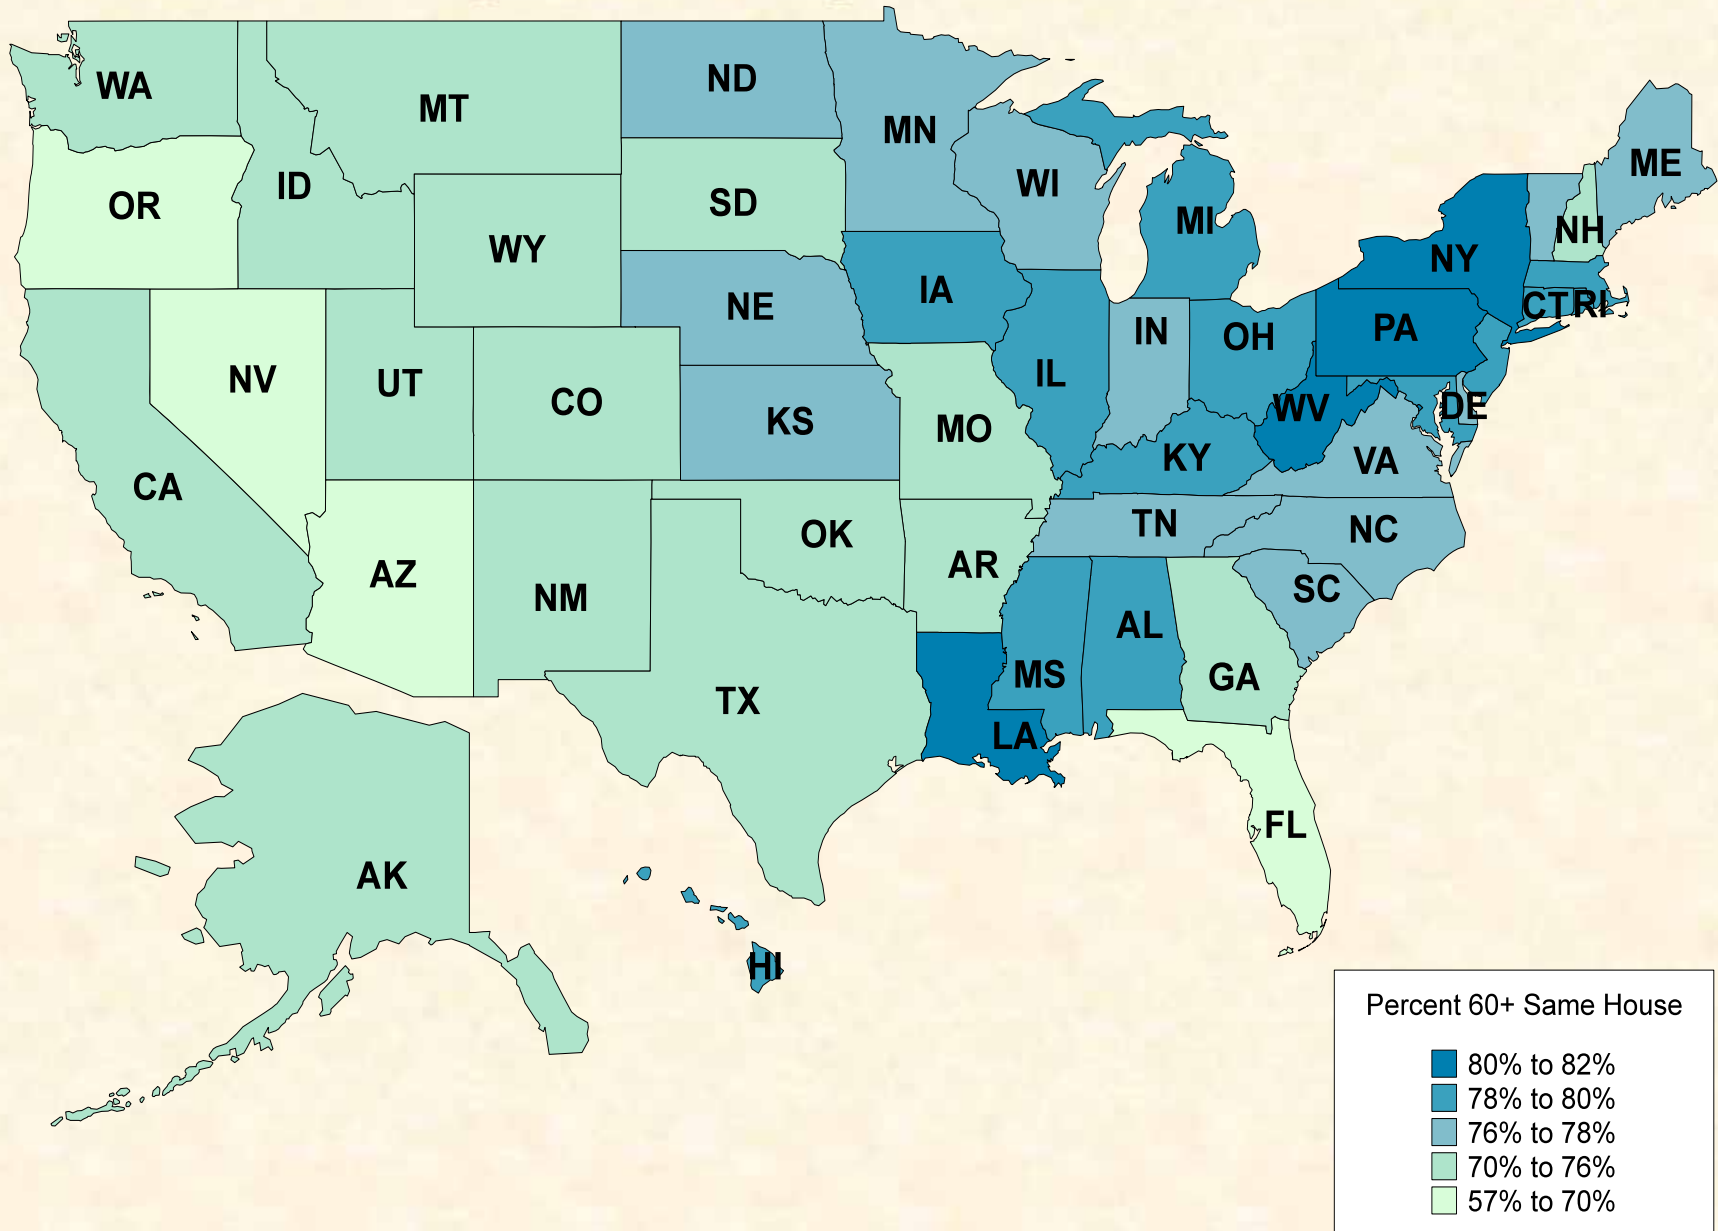 WA
MT
ND
MN
ME
OR
ID
SD
WI
MI
NH
WY
NY
IA
NE
CT
RI
PA
IN
OH
NV
UT
CO
IL
KS
MO
WV
DE
CA
KY
VA
OK
TN
NC
AR
AZ
NM
SC
AL
MS
GA
TX
LA
FL
AK
HI
Percent 60+ Same House
80% to 82%
78% to 80%
76% to 78%
70% to 76%
57% to 70%